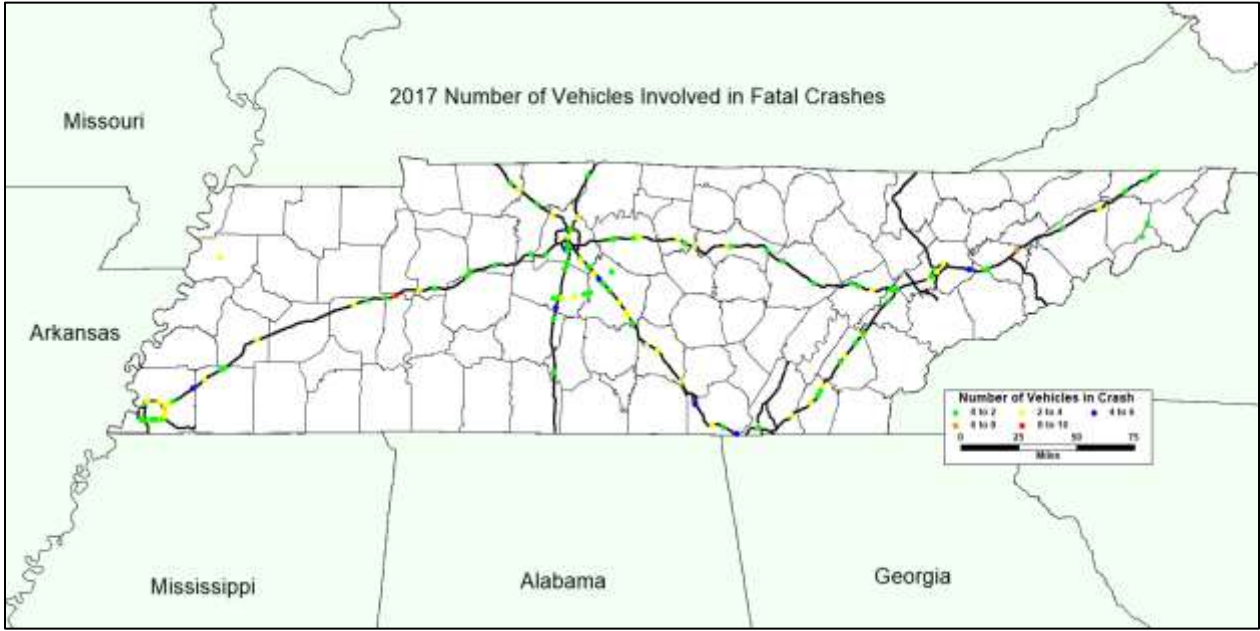 2017 Number of Vehicles Involved in Fatal Crashes
Missouri
Arkansas
Number of Vehicles in Crash
0 to 2 2 to 4 4 to 6
6 to 8 8 to 10
0 25 50 75
Miles
Mississippi
Alabama
Georgia